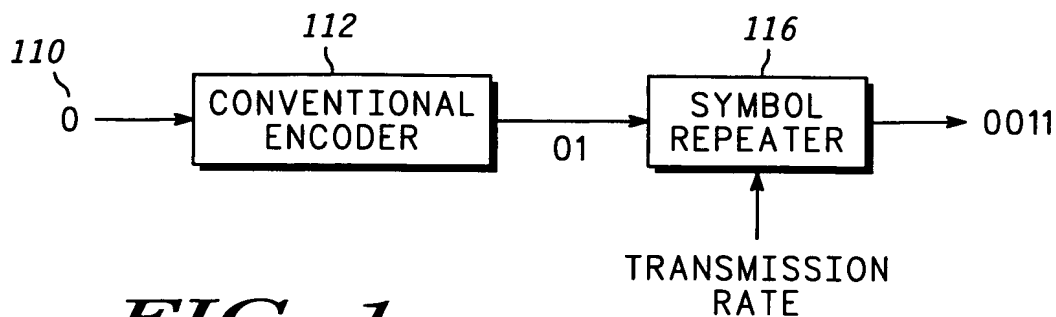 110
112
116
0
CONVENTIONAL
ENCODER
01
SYMBOL
REPEATER
0011
TRANSMISSION
RATE
FIG. 1